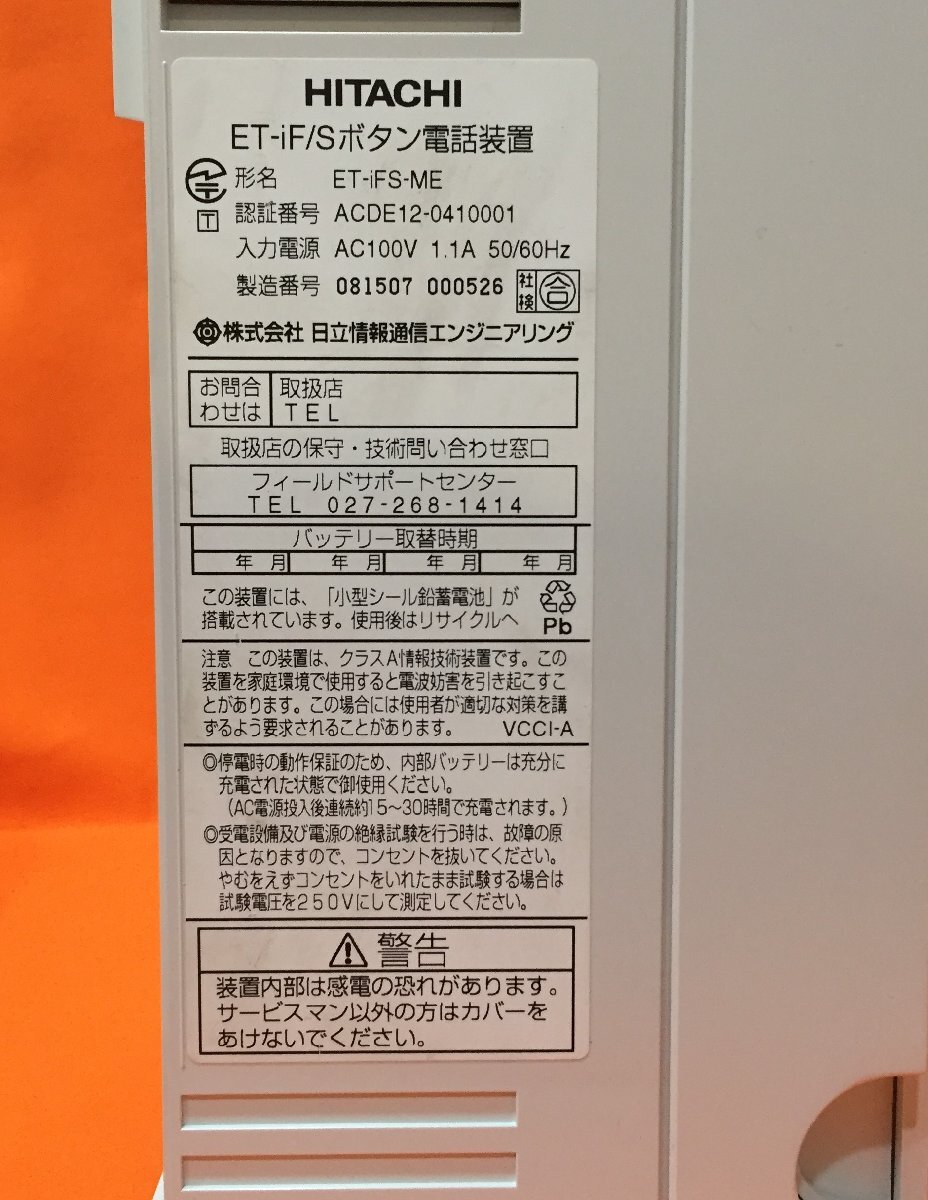 HITACHI
ET-iF/Sボタン電話装置
形名 ET-iFS-ME
T 認証番号 ACDE12-0410001
入力電源 AC100V 1.1A 50/60Hz
製造番号 081507 000526 社検 合
株式会社 日立情報通信エンジニアリング
お問合わせは 取扱店
TEL
取扱店の保守・技術問い合わせ窓口
フィールドサポートセンター
TEL 027-268-1414
バッテリー取替時期
年 月 年 月 年 月 年 月
この装置には、「小型シール鉛蓄電池」が
搭載されています。使用後はリサイクルへ
Pb
注意 この装置は、クラスA情報技術装置です。この
装置を家庭環境で使用すると電波妨害を引き起こすこ
とがあります。この場合には使用者が適切な対策を講
ずるよう要求されることがあります。 VCCI-A
◎停電時の動作保証のため、内部バッテリーは充分に
充電された状態で御使用ください。
（AC電源投入後連続約15～30時間で充電されます。）
◎受電設備及び電源の絶縁試験を行う時は、故障の原
因となりますので、コンセントを抜いてください。
やむをえずコンセントをいれたまま試験する場合は
試験電圧を250Vにして測定してください。
警告
装置内部は感電の恐れがあります。
サービスマン以外の方はカバーを
あけないでください。